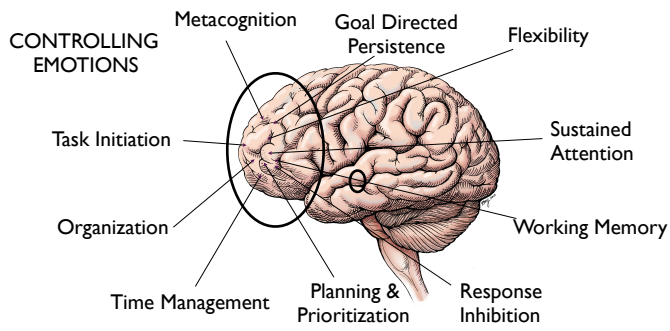 Metacognition
Goal Directed
Persistence
Flexibility
CONTROLLING
EMOTIONS
Task Initiation
Sustained
Attention
Organization
Working Memory
Time Management
Planning &
Prioritization
Response
Inhibition